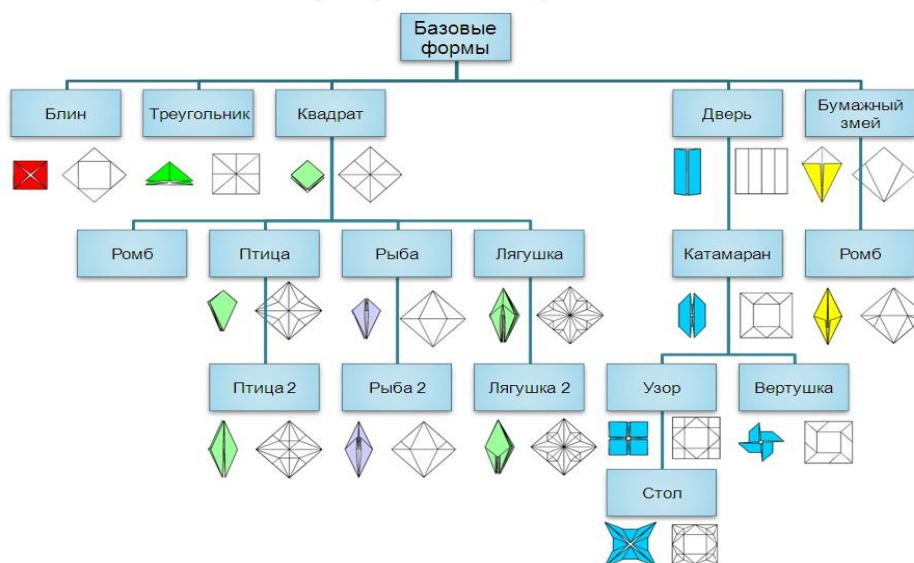 Базовые
формы
Блин
Треугольник
Квадрат
Дверь
Бумажный
змей
Ромб
Птица
Рыба
Лягушка
Катамаран
Ромб
Птица 2
Рыба 2
Лягушка 2
Узор
Вертушка
Стол